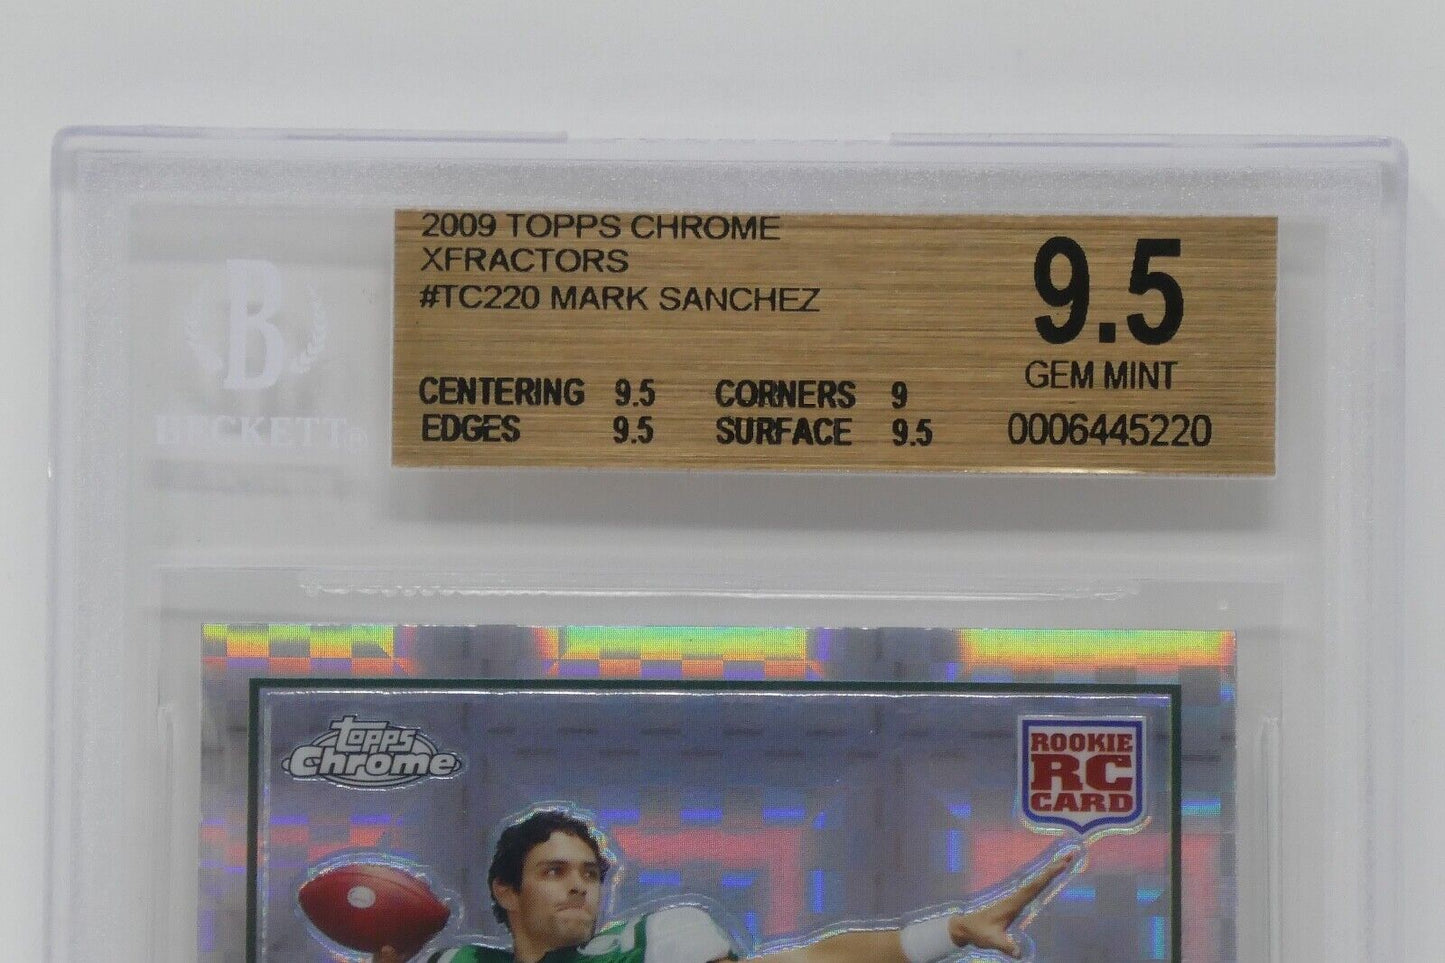 2009 TOPPS CHROME
XFRACTORS
#TC220 MARK SANCHEZ
9.5
GEM MINT
CENTERING 9.5 CORNERS 9
EDGES 9.5 SURFACE 9.5
0006445220
B
BECKETT®
Topps
Chrome
ROOKIE
RC
CARD